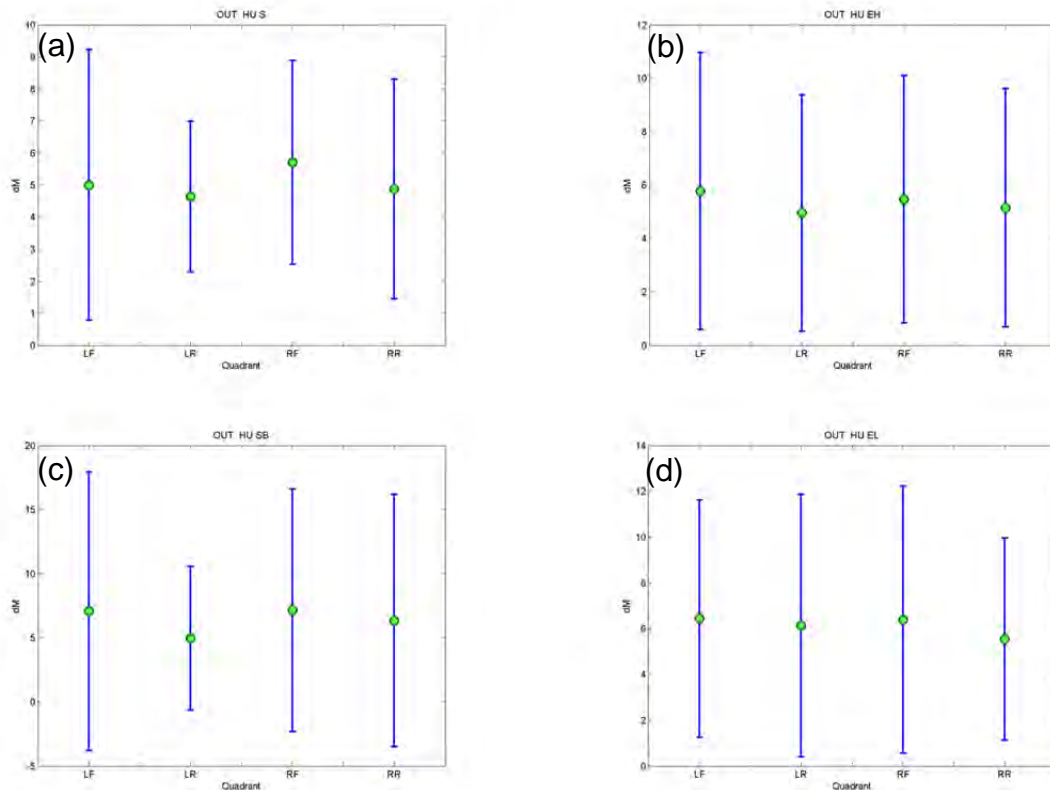 OUT HU S
(a)
10
9
8
7
6
5
4
3
2
1
0
dM
LF LR RF RR
Quadrant
OUT HU EH
(b)
12
10
8
6
4
2
0
dM
LF LR RF RR
Quadrant
OUT HU SB
(c)
20
15
10
5
0
-5
dM
LF LR RF RR
Quadrant
OUT HU EL
(d)
14
12
10
8
6
4
2
0
dM
LF LR RF RR
Quadrant